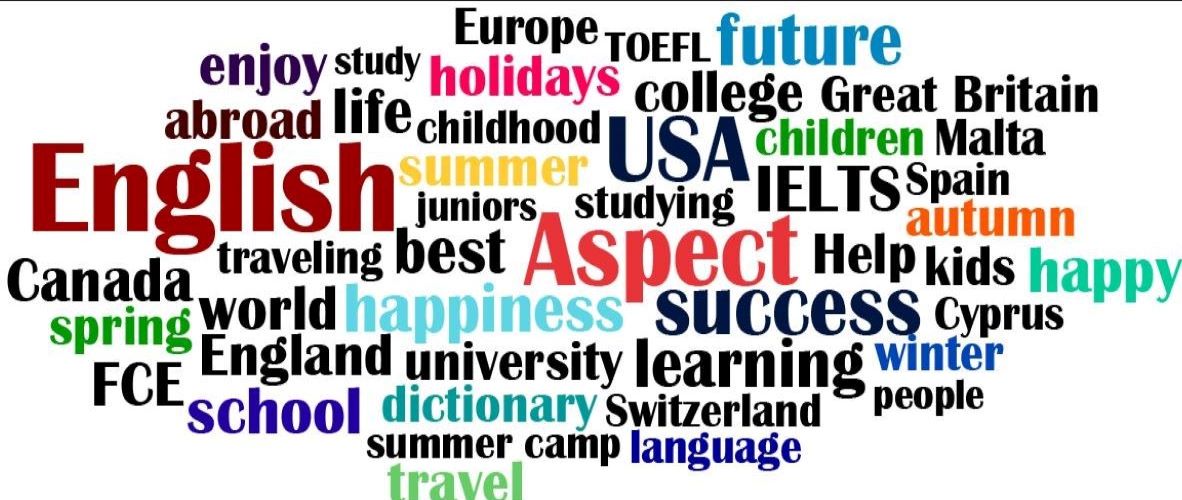 Europe TOEFL future
enjoy study holidays college Great Britain
abroad life childhood USA children Malta
English summer IELTS Spain
juniors studying autumn
traveling best Aspect Help kids happy
Canada world happiness success Cyprus
spring England university learning winter
FCE school dictionary Switzerland people
summer camp language
travel